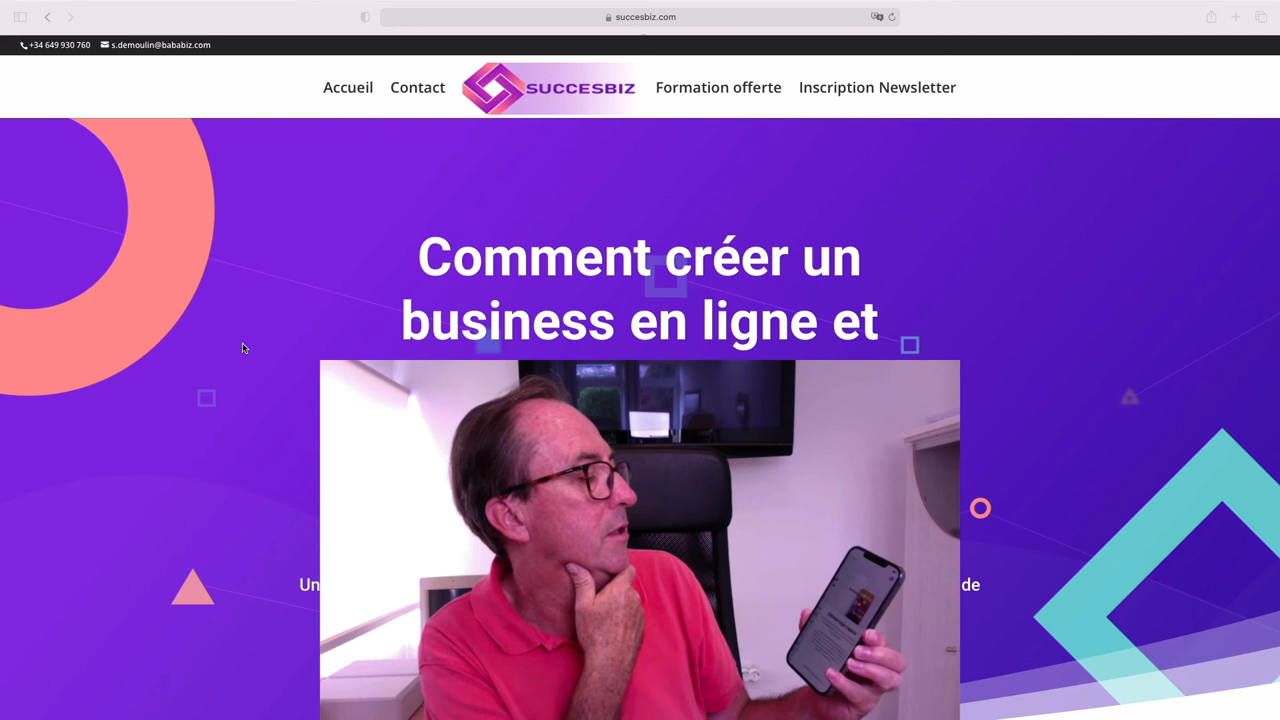 succesbiz.com
+34 649 930 760 s.demoulin@bababiz.com
Accueil Contact SUCCESBIZ Formation offerte Inscription Newsletter
Comment créer un
business en ligne et
Un
de